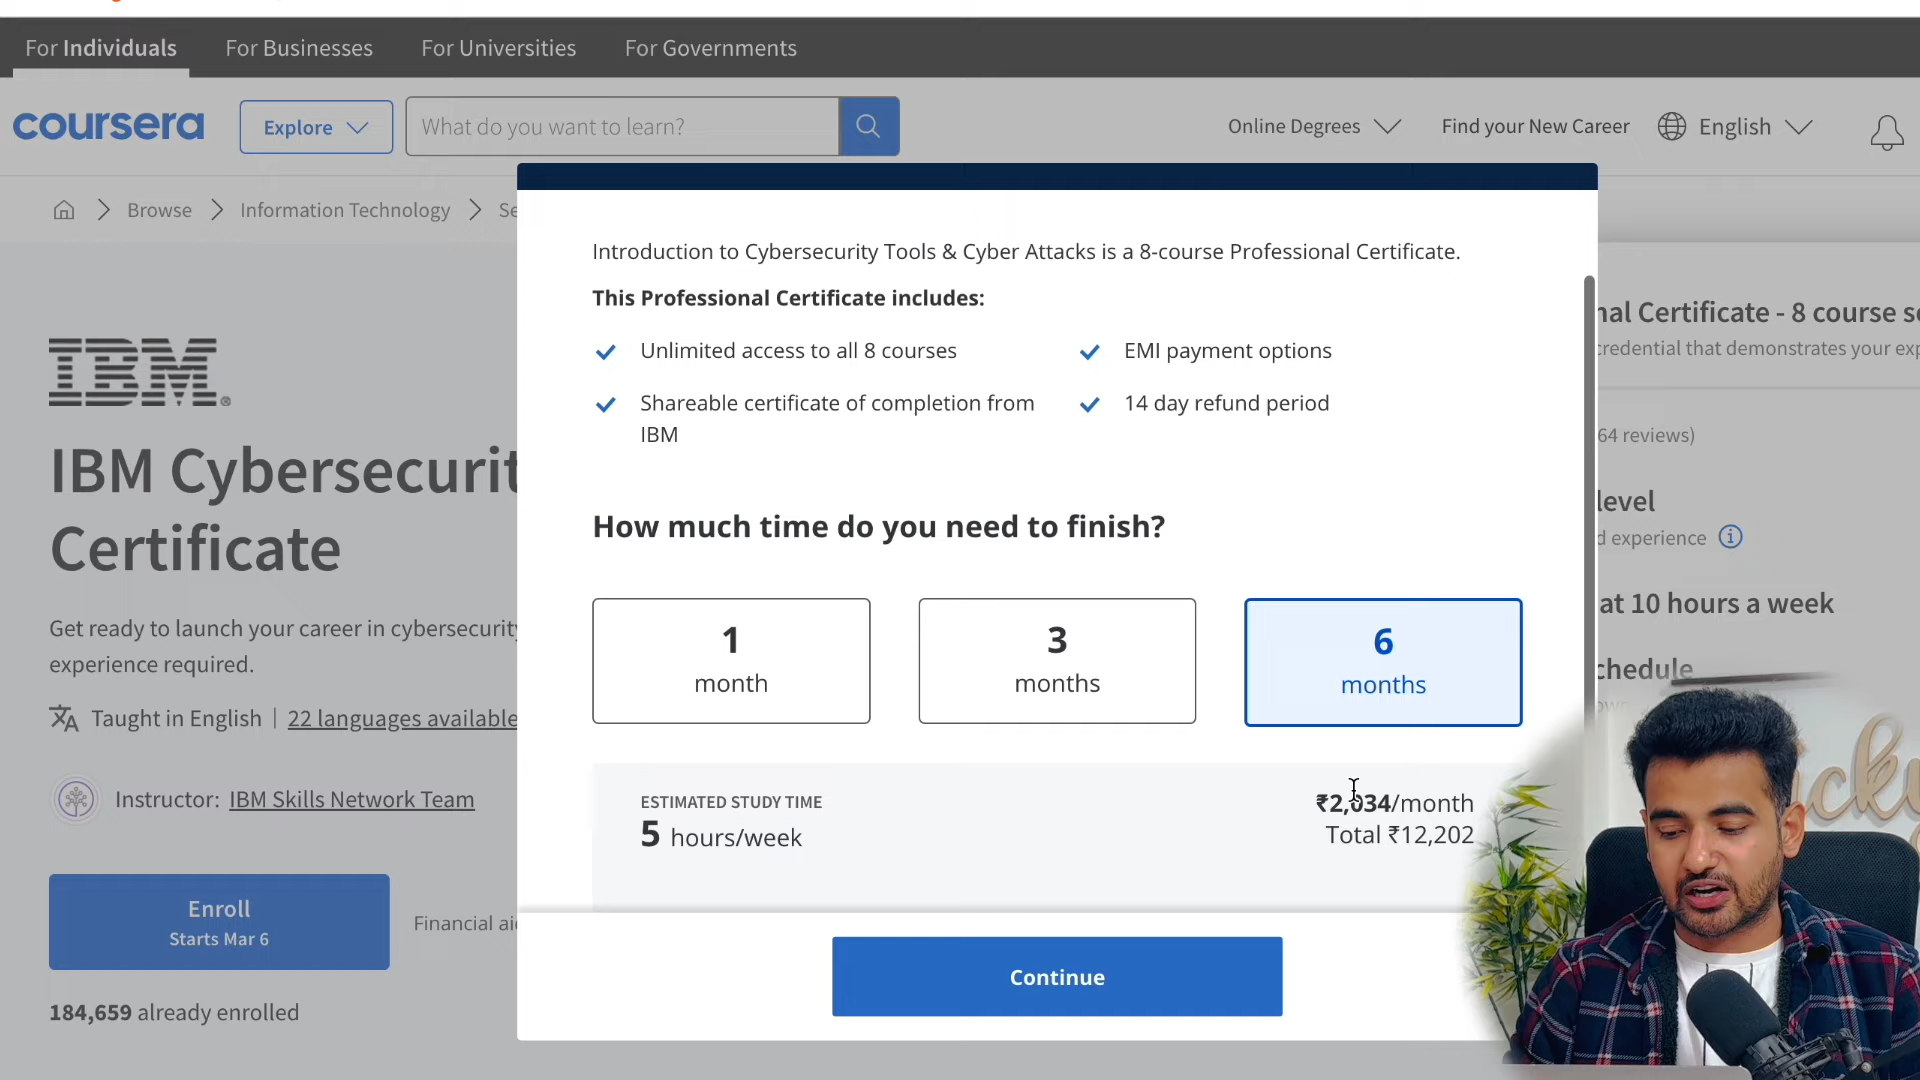 For Individuals
For Businesses
For Universities
For Governments
coursera
Explore
What do you want to learn?
Online Degrees
Find your New Career
English
Browse
Information Technology
IBM
IBM Cybersecurit
Certificate
Get ready to launch your career in cybersecurity
experience required.
Taught in English | 22 languages available
Instructor: IBM Skills Network Team
Enroll
Starts Mar 6
Financial ai
184,659 already enrolled
Introduction to Cybersecurity Tools & Cyber Attacks is a 8-course Professional Certificate.
This Professional Certificate includes:
Unlimited access to all 8 courses
EMI payment options
Shareable certificate of completion from
IBM
14 day refund period
How much time do you need to finish?
1
month
3
months
6
months
ESTIMATED STUDY TIME
5 hours/week
₹2,034/month
Total ₹12,202
Continue
nal Certificate - 8 course s
credential that demonstrates your exp
64 reviews)
level
d experience
at 10 hours a week
chedule